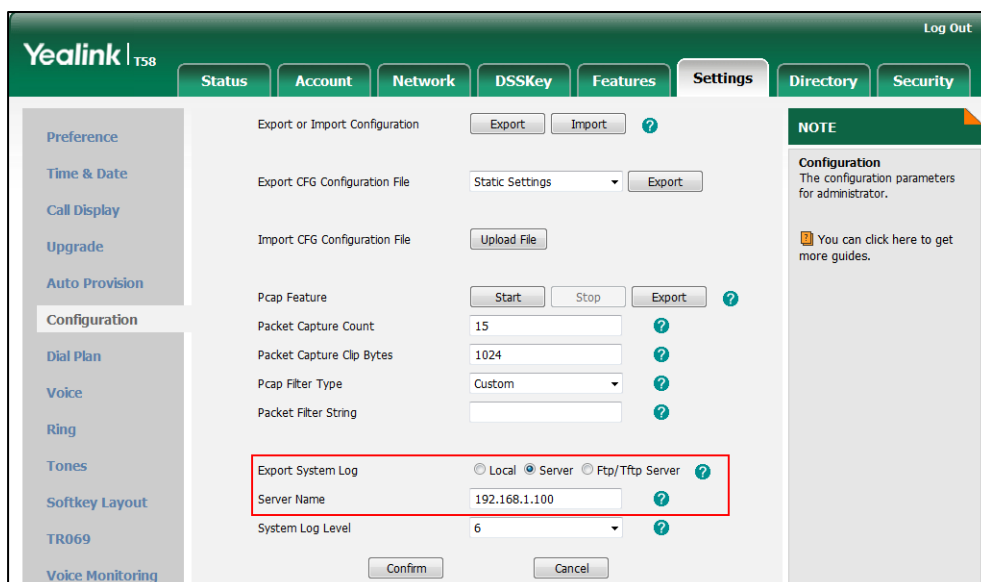 Log Out
Yealink | T58
Status Account Network DSSKey Features Settings Directory Security
Preference
Time & Date
Call Display
Upgrade
Auto Provision
Configuration
Dial Plan
Voice
Ring
Tones
Softkey Layout
TR069
Voice Monitoring
Export or Import Configuration Export Import ?
Export CFG Configuration File Static Settings Export
Import CFG Configuration File Upload File
Pcap Feature Start Stop Export ?
Packet Capture Count 15 ?
Packet Capture Clip Bytes 1024 ?
Pcap Filter Type Custom ?
Packet Filter String ?
Export System Log Local Server Ftp/Tftp Server ?
Server Name 192.168.1.100 ?
System Log Level 6 ?
Confirm Cancel
NOTE
Configuration
The configuration parameters
for administrator.
? You can click here to get
more guides.